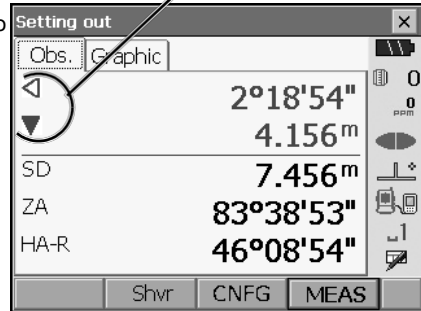 Setting out
Obs. Graphic
2°18'54"
4.156m
SD 7.456m
ZA 83°38'53"
HA-R 46°08'54"
0
0
PPM
1
Shvr CNFG MEAS